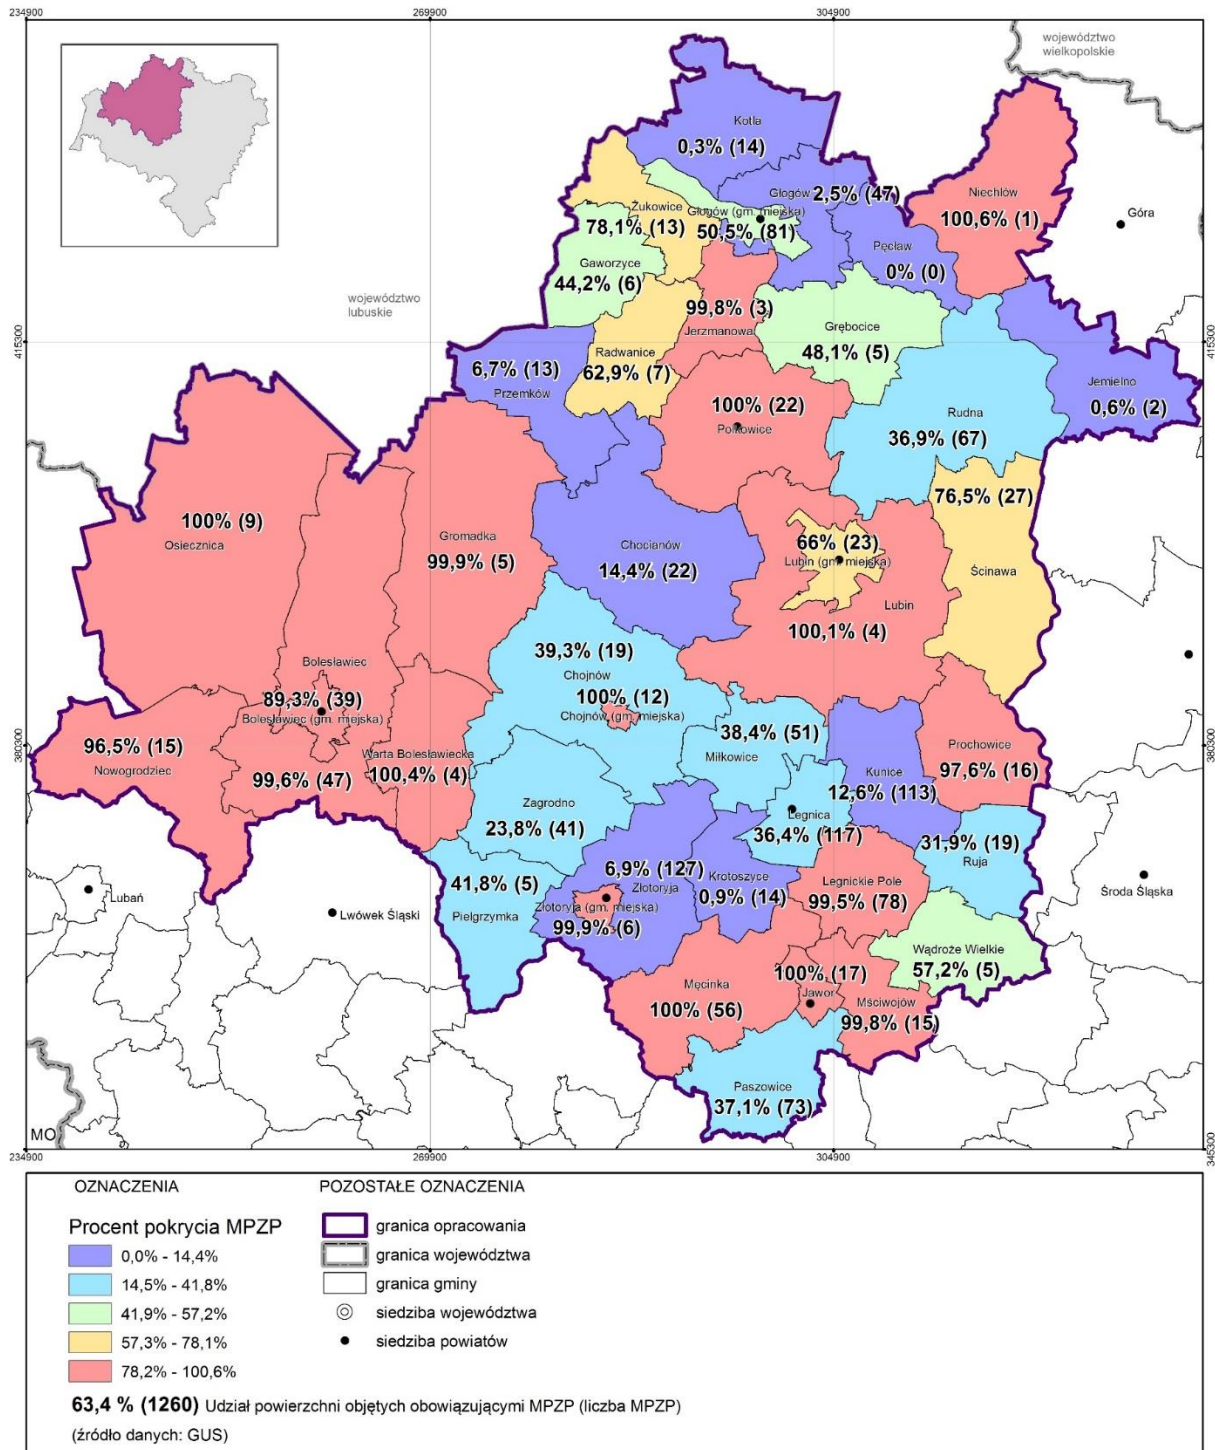 234900
269900
304900
województwo
wielkopolskie
Kotla
0,3% (14)
Głogów
2,5% (47)
Niechlów
100,6% (1)
Góra
Żukowice
78,1% (13)
Głogów (gm. miejska)
50,5% (81)
Pęcław
0% (0)
Gaworzyce
44,2% (6)
województwo
lubuskie
99,8% (3)
Jerzmanowa
Grębocice
48,1% (5)
415300
415300
Radwanice
62,9% (7)
6,7% (13)
Przemków
Jemielno
0,6% (2)
100% (22)
Polkowice
Rudna
36,9% (67)
76,5% (27)
Ścinawa
100% (9)
Osiecznica
Gromadka
99,9% (5)
Chocianów
14,4% (22)
66% (23)
Lubin (gm. miejska)
Lubin
100,1% (4)
39,3% (19)
Chojnów
100% (12)
Chojnów (gm. miejska)
Bolesławiec
89,3% (39)
Bolesławiec (gm. miejska)
38,4% (51)
Miłkowice
380300
380300
96,5% (15)
Nowogrodziec
99,6% (47)
Warta Bolesławiecka
100,4% (4)
Prochowice
97,6% (16)
Kunice
12,6% (113)
Zagrodno
23,8% (41)
Legnica
36,4% (117)
31,9% (19)
Ruja
Lubań
Lwówek Śląski
Środa Śląska
41,8% (5)
Pielgrzymka
6,9% (127)
Złotoryja
Złotoryja (gm. miejska)
99,9% (6)
Krotoszyce
0,9% (14)
Legnickie Pole
99,5% (78)
Wądroże Wielkie
57,2% (5)
Męcinka
100% (56)
100% (17)
Jawor
Mściwojów
99,8% (15)
Paszowice
37,1% (73)
MO
234900
269900
304900
345300
OZNACZENIA
Procent pokrycia MPZP
0,0% - 14,4%
14,5% - 41,8%
41,9% - 57,2%
57,3% - 78,1%
78,2% - 100,6%
POZOSTAŁE OZNACZENIA
granica opracowania
granica województwa
granica gminy
siedziba województwa
siedziba powiatów
63,4 % (1260) Udział powierzchni objętych obowiązującymi MPZP (liczba MPZP)
(źródło danych: GUS)